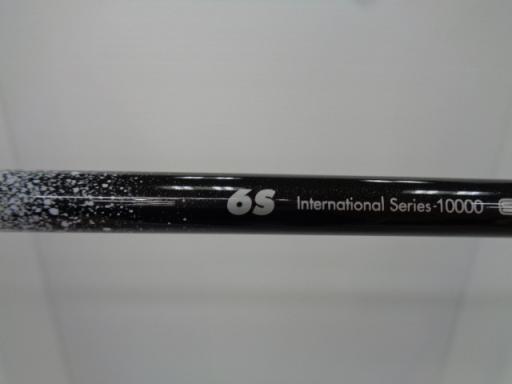 6S International Series-10000